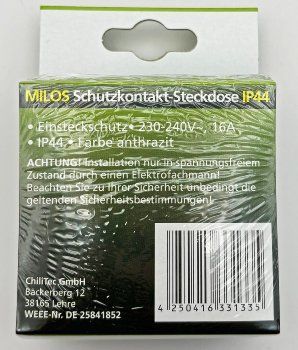 MILOS Schutzkontakt-Steckdose IP44
• Einsteckschutz • 230-240V~, 16A
• IP44 • Farbe anthrazit
ACHTUNG! Installation nur in spannungsfreiem
Zustand durch einen Elektrofachmann!
Beachten Sie zu Ihrer Sicherheit unbedingt die
geltenden Sicherheitsbestimmungen!
ChiliTec GmbH
Bäckerberg 12
38165 Lehre
WEEE-Nr. DE 25841852
4 250416 331335